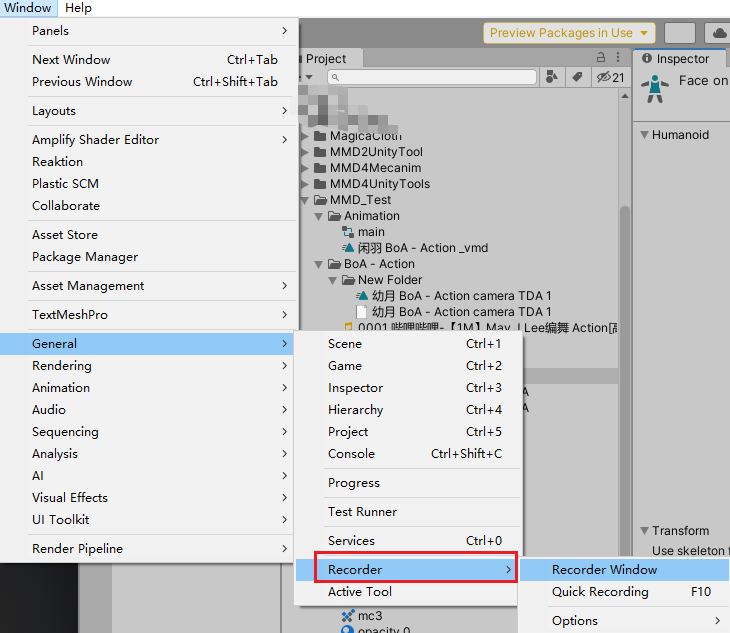 Window Help
Panels
Next Window Ctrl+Tab
Previous Window Ctrl+Shift+Tab
Layouts
Amplify Shader Editor
Reaktion
Plastic SCM
Collaborate
Asset Store
Package Manager
Asset Management
TextMeshPro
General
Rendering
Animation
Audio
Sequencing
Analysis
AI
Visual Effects
UI Toolkit
Render Pipeline
Scene Ctrl+1
Game Ctrl+2
Inspector Ctrl+3
Hierarchy Ctrl+4
Project Ctrl+5
Console Ctrl+Shift+C
Progress
Test Runner
Services Ctrl+0
Recorder
Active Tool
Recorder Window
Quick Recording F10
Options
Preview Packages in Use
Project
21
MagicaCloth
MMD2UnityTool
MMD4Mecanim
MMD4UnityTools
MMD_Test
Animation
main
闲羽 BoA - Action _vmd
BoA - Action
New Folder
幼月 BoA - Action camera TDA 1
幼月 BoA - Action camera TDA 1
0001.哔哩哔哩-【1M】May J Lee编舞 Action[高
A
A
mc3
opacity 0
Inspector
Face on
Humanoid
Transform
Use skeleton f